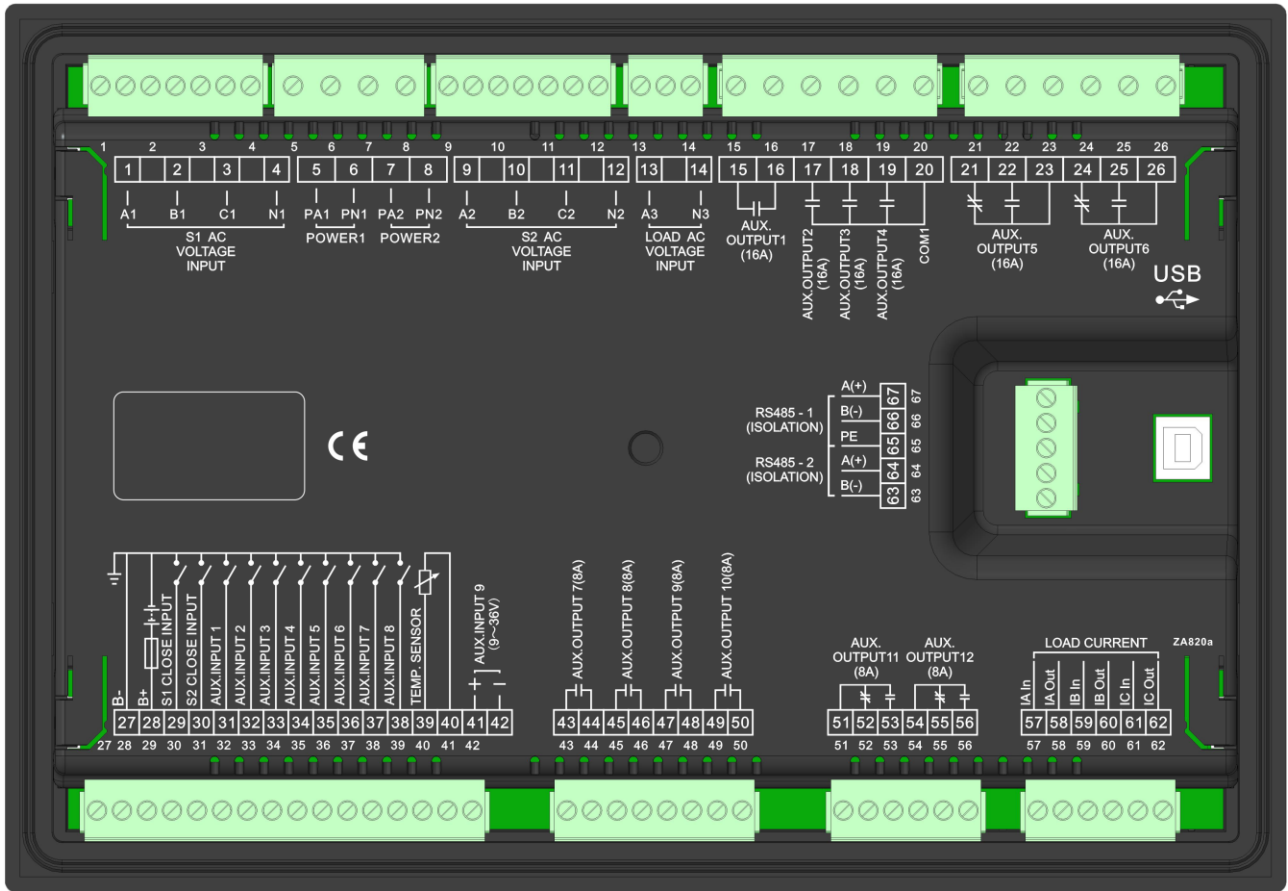 1 2 3 4 5 6 7 8 9 10 11 12 13 14 15 16 17 18 19 20 21 22 23 24 25 26
1 2 3 4 5 6 7 8 9 10 11 12 13 14 15 16 17 18 19 20 21 22 23 24 25 26
A1 B1 C1 N1 PA1 PN1 PA2 PN2 A2 B2 C2 N2 A3 N3
S1 AC
VOLTAGE
INPUT
POWER1
POWER2
S2 AC
VOLTAGE
INPUT
LOAD AC
VOLTAGE
INPUT
AUX.
OUTPUT1
(16A)
AUX.OUTPUT2
(16A)
AUX.OUTPUT3
(16A)
AUX.OUTPUT4
(16A)
COM1
AUX.
OUTPUT5
(16A)
AUX.
OUTPUT6
(16A)
USB
RS485 - 1
(ISOLATION)
RS485 - 2
(ISOLATION)
A(+) 67 67
B(-) 66 66
PE 65 65
A(+) 64 64
B(-) 63 63
CE
B-
B+
S1 CLOSE INPUT
S2 CLOSE INPUT
AUX.INPUT 1
AUX.INPUT 2
AUX.INPUT 3
AUX.INPUT 4
AUX.INPUT 5
AUX.INPUT 6
AUX.INPUT 7
AUX.INPUT 8
TEMP. SENSOR
AUX.INPUT 9
(9~36V)
+ −
AUX.OUTPUT 7(8A)
AUX.OUTPUT 8(8A)
AUX.OUTPUT 9(8A)
AUX.OUTPUT 10(8A)
AUX.
OUTPUT11
(8A)
AUX.
OUTPUT12
(8A)
LOAD CURRENT
IA In
IA Out
IB In
IB Out
IC In
IC Out
ZA820a
27 28 29 30 31 32 33 34 35 36 37 38 39 40 41 42 43 44 45 46 47 48 49 50 51 52 53 54 55 56 57 58 59 60 61 62
27 28 29 30 31 32 33 34 35 36 37 38 39 40 41 42 43 44 45 46 47 48 49 50 51 52 53 54 55 56 57 58 59 60 61 62